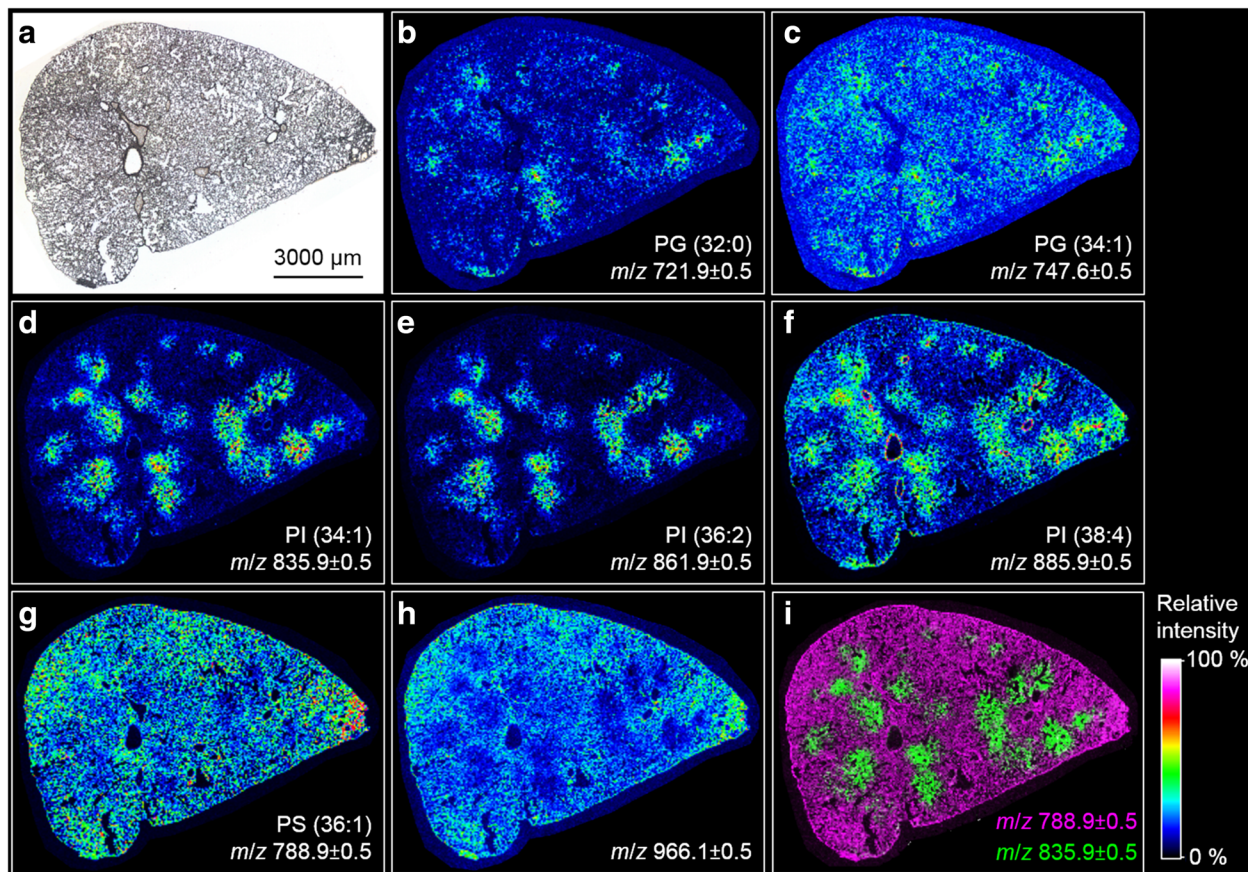 a
3000 µm
b
PG (32:0)
m/z 721.9±0.5
c
PG (34:1)
m/z 747.6±0.5
d
PI (34:1)
m/z 835.9±0.5
e
PI (36:2)
m/z 861.9±0.5
f
PI (38:4)
m/z 885.9±0.5
g
PS (36:1)
m/z 788.9±0.5
h
m/z 966.1±0.5
i
m/z 788.9±0.5
m/z 835.9±0.5
Relative
intensity
100 %
0 %